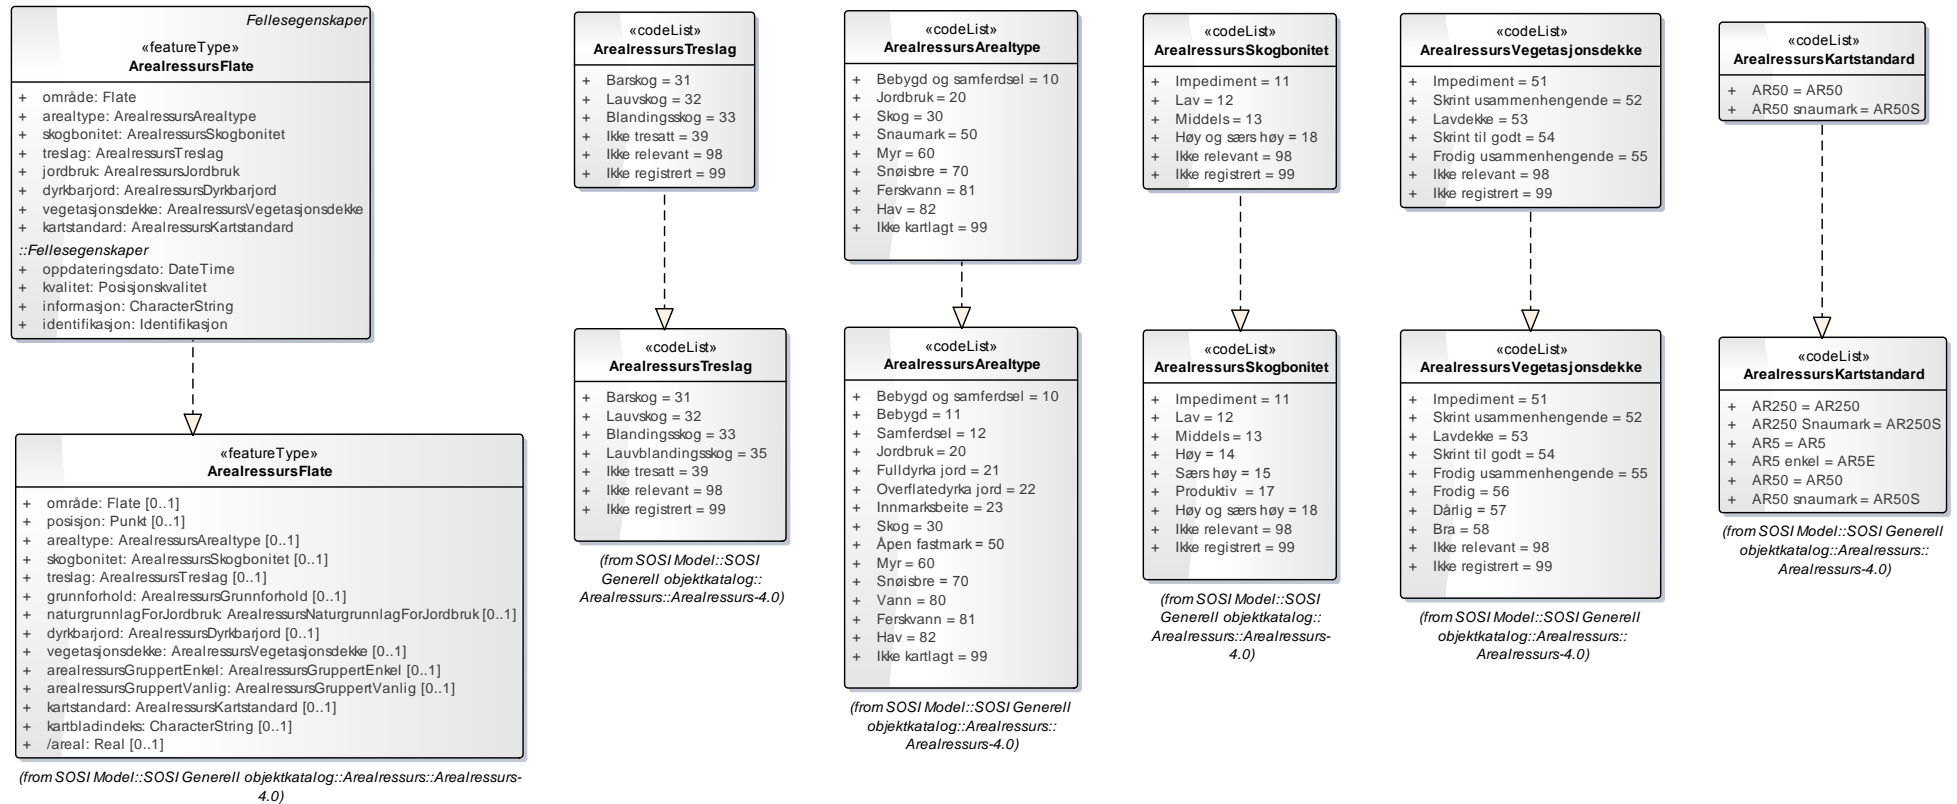 Fellesegenskaper
«featureType»
ArealressursFlate
+ område: Flate
+ arealtype: ArealressursArealtype
+ skogbonitet: ArealressursSkogbonitet
+ treslag: ArealressursTreslag
+ jordbruk: ArealressursJordbruk
+ dyrkbarjord: ArealressursDyrkbarjord
+ vegetasjonsdekke: ArealressursVegetasjonsdekke
+ kartstandard: ArealressursKartstandard
::Fellesegenskaper
+ oppdateringsdato: DateTime
+ kvalitet: Posisjonskvalitet
+ informasjon: CharacterString
+ identifikasjon: Identifikasjon
«featureType»
ArealressursFlate
+ område: Flate [0..1]
+ posisjon: Punkt [0..1]
+ arealtype: ArealressursArealtype [0..1]
+ skogbonitet: ArealressursSkogbonitet [0..1]
+ treslag: ArealressursTreslag [0..1]
+ grunnforhold: ArealressursGrunnforhold [0..1]
+ naturgrunnlagForJordbruk: ArealressursNaturgrunnlagForJordbruk [0..1]
+ dyrkbarjord: ArealressursDyrkbarjord [0..1]
+ vegetasjonsdekke: ArealressursVegetasjonsdekke [0..1]
+ arealressursGruppertEnkel: ArealressursGruppertEnkel [0..1]
+ arealressursGruppertVanlig: ArealressursGruppertVanlig [0..1]
+ kartstandard: ArealressursKartstandard [0..1]
+ kartbladindeks: CharacterString [0..1]
+ /areal: Real [0..1]
(from SOSI Model::SOSI Generell objektkatalog::Arealressurs::Arealressurs-
4.0)
«codeList»
ArealressursTreslag
+ Barskog = 31
+ Lauvskog = 32
+ Blandingsskog = 33
+ Ikke tresatt = 39
+ Ikke relevant = 98
+ Ikke registrert = 99
«codeList»
ArealressursTreslag
+ Barskog = 31
+ Lauvskog = 32
+ Blandingsskog = 33
+ Lauvblandingsskog = 35
+ Ikke tresatt = 39
+ Ikke relevant = 98
+ Ikke registrert = 99
(from SOSI Model::SOSI
Generell objektkatalog::
Arealressurs::Arealressurs-4.0)
«codeList»
ArealressursArealtype
+ Bebygd og samferdsel = 10
+ Jordbruk = 20
+ Skog = 30
+ Snaumark = 50
+ Myr = 60
+ Snøisbre = 70
+ Ferskvann = 81
+ Hav = 82
+ Ikke kartlagt = 99
«codeList»
ArealressursArealtype
+ Bebygd og samferdsel = 10
+ Bebygd = 11
+ Samferdsel = 12
+ Jordbruk = 20
+ Fulldyrka jord = 21
+ Overflatedyrka jord = 22
+ Innmarksbeite = 23
+ Skog = 30
+ Åpen fastmark = 50
+ Myr = 60
+ Snøisbre = 70
+ Vann = 80
+ Ferskvann = 81
+ Hav = 82
+ Ikke kartlagt = 99
(from SOSI Model::SOSI Generell
objektkatalog::Arealressurs::
Arealressurs-4.0)
«codeList»
ArealressursSkogbonitet
+ Impediment = 11
+ Lav = 12
+ Middels = 13
+ Høy og særs høy = 18
+ Ikke relevant = 98
+ Ikke registrert = 99
«codeList»
ArealressursSkogbonitet
+ Impediment = 11
+ Lav = 12
+ Middels = 13
+ Høy = 14
+ Særs høy = 15
+ Produktiv = 17
+ Høy og særs høy = 18
+ Ikke relevant = 98
+ Ikke registrert = 99
(from SOSI Model::SOSI
Generell objektkatalog::
Arealressurs::Arealressurs-
4.0)
«codeList»
ArealressursVegetasjonsdekke
+ Impediment = 51
+ Skrint usammenhengende = 52
+ Lavdekke = 53
+ Skrint til godt = 54
+ Frodig usammenhengende = 55
+ Ikke relevant = 98
+ Ikke registrert = 99
«codeList»
ArealressursVegetasjonsdekke
+ Impediment = 51
+ Skrint usammenhengende = 52
+ Lavdekke = 53
+ Skrint til godt = 54
+ Frodig usammenhengende = 55
+ Frodig = 56
+ Dårlig = 57
+ Bra = 58
+ Ikke relevant = 98
+ Ikke registrert = 99
(from SOSI Model::SOSI Generell
objektkatalog::Arealressurs::
Arealressurs-4.0)
«codeList»
ArealressursKartstandard
+ AR50 = AR50
+ AR50 snaumark = AR50S
«codeList»
ArealressursKartstandard
+ AR250 = AR250
+ AR250 Snaumark = AR250S
+ AR5 = AR5
+ AR5 enkel = AR5E
+ AR50 = AR50
+ AR50 snaumark = AR50S
(from SOSI Model::SOSI Generell
objektkatalog::Arealressurs::
Arealressurs-4.0)